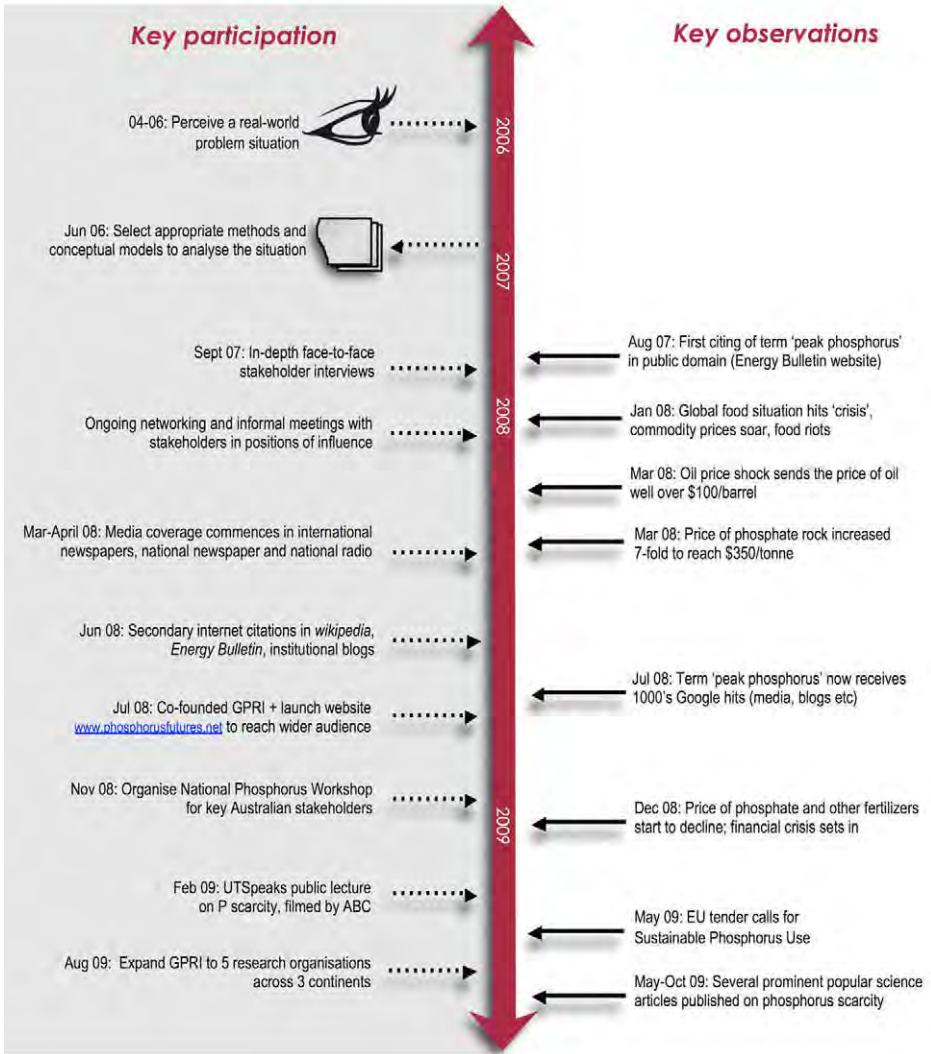 Key participation
Key observations
04-06: Perceive a real-world
problem situation
2006
Jun 06: Select appropriate methods and
conceptual models to analyse the situation
2007
Sept 07: In-depth face-to-face
stakeholder interviews
Aug 07: First citing of term ‘peak phosphorus’
in public domain (Energy Bulletin website)
2008
Ongoing networking and informal meetings with
stakeholders in positions of influence
Jan 08: Global food situation hits ‘crisis’,
commodity prices soar, food riots
Mar 08: Oil price shock sends the price of oil
well over $100/barrel
Mar-April 08: Media coverage commences in international
newspapers, national newspaper and national radio
Mar 08: Price of phosphate rock increased
7-fold to reach $350/tonne
Jun 08: Secondary internet citations in wikipedia,
Energy Bulletin, institutional blogs
Jul 08: Term ‘peak phosphorus’ now receives
1000’s Google hits (media, blogs etc)
Jul 08: Co-founded GPRI + launch website
www.phosphorusfutures.net to reach wider audience
Nov 08: Organise National Phosphorus Workshop
for key Australian stakeholders
2009
Dec 08: Price of phosphate and other fertilizers
start to decline; financial crisis sets in
Feb 09: UTSpeaks public lecture
on P scarcity, filmed by ABC
May 09: EU tender calls for
Sustainable Phosphorus Use
Aug 09: Expand GPRI to 5 research organisations
across 3 continents
May-Oct 09: Several prominent popular science
articles published on phosphorus scarcity